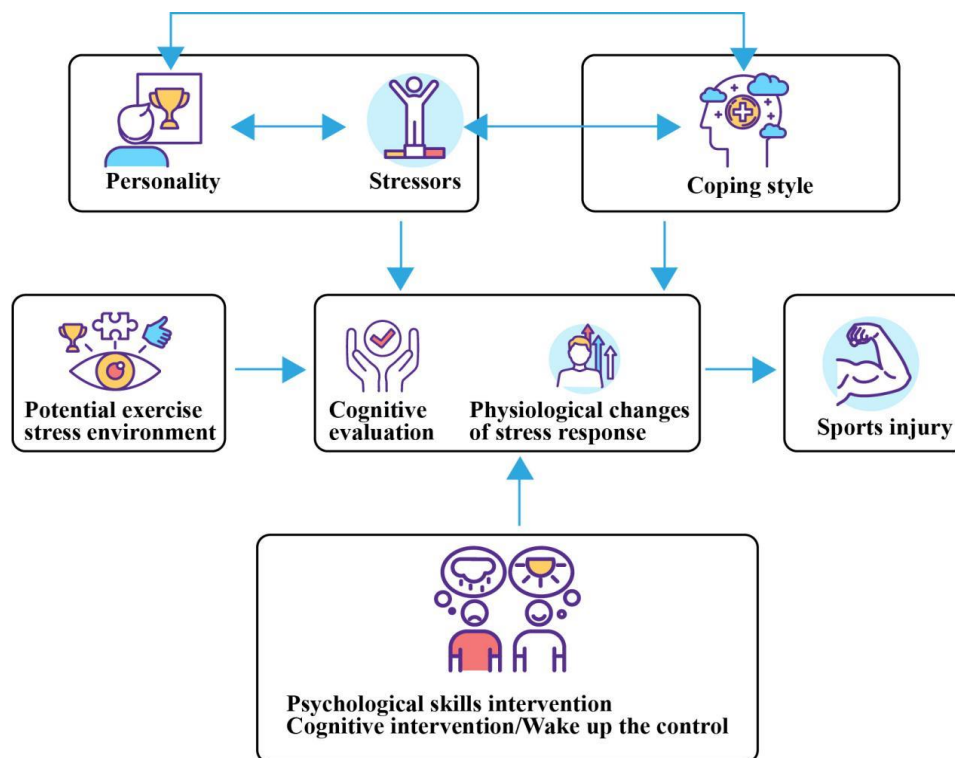 Personality
Stressors
Coping style
Potential exercise
stress environment
Cognitive
evaluation
Physiological changes
of stress response
Sports injury
Psychological skills intervention
Cognitive intervention/Wake up the control